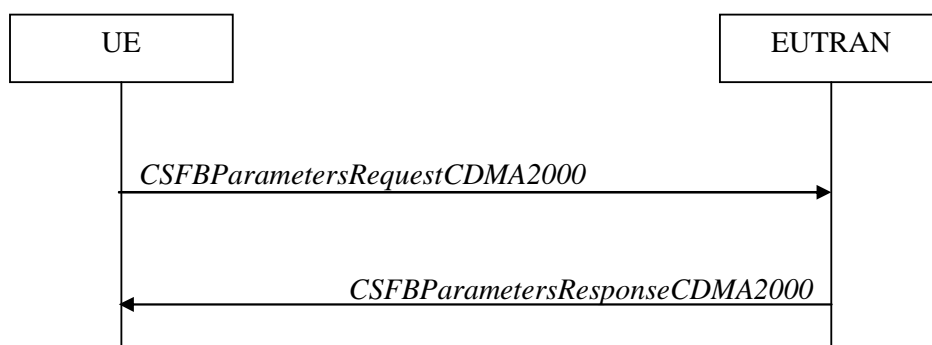 UE
EUTRAN
CSFBParametersRequestCDMA2000
CSFBParametersResponseCDMA2000